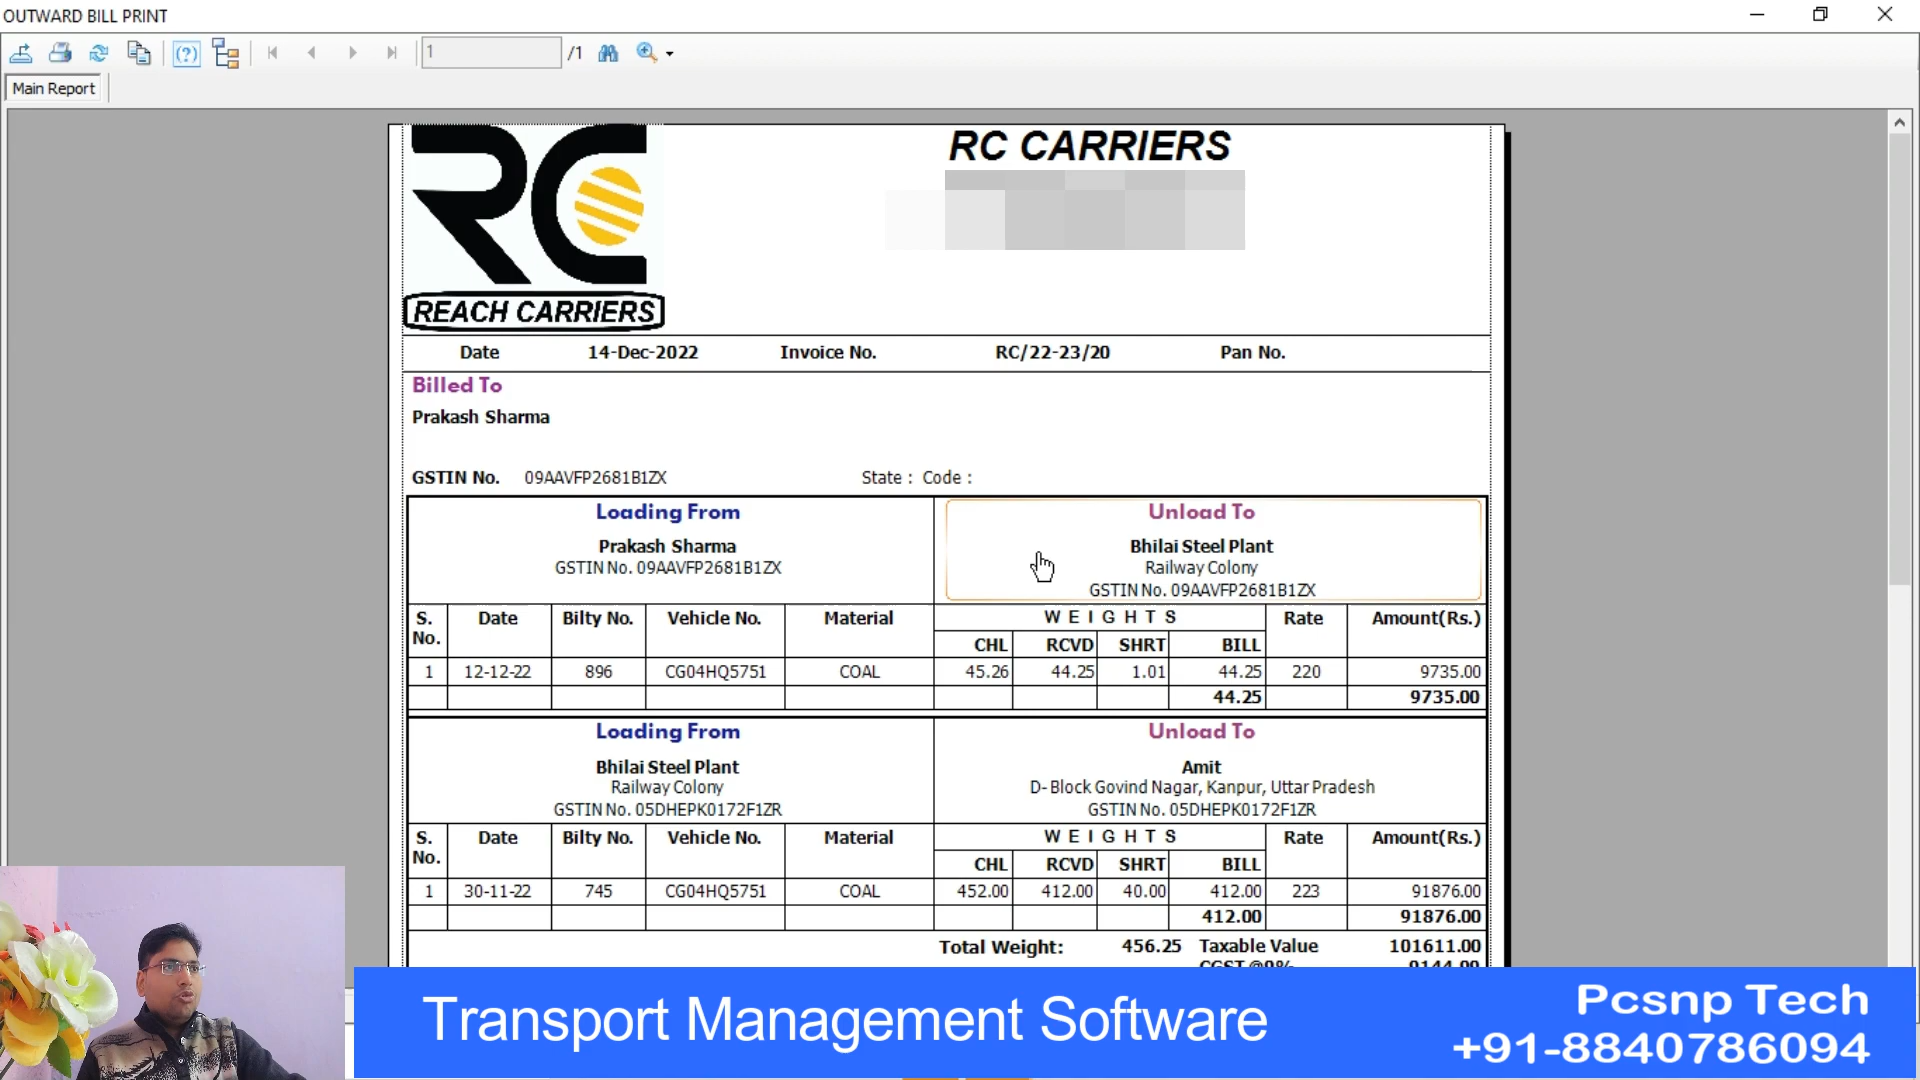 OUTWARD BILL PRINT
1 /1
Main Report
RC
REACH CARRIERS
RC CARRIERS
Date 14-Dec-2022 Invoice No. RC/22-23/20 Pan No.
Billed To
Prakash Sharma
GSTIN No. 09AAVFP2681B1ZX State : Code :
Loading From Unload To
Prakash Sharma Bhilai Steel Plant
GSTIN No. 09AAVFP2681B1ZX Railway Colony
GSTIN No. 09AAVFP2681B1ZX
S. No. Date Bilty No. Vehicle No. Material WEIGHTS Rate Amount(Rs.)
CHL RCVD SHRT BILL
1 12-12-22 896 CG04HQ5751 COAL 45.26 44.25 1.01 44.25 220 9735.00
44.25 9735.00
Loading From Unload To
Bhilai Steel Plant Amit
Railway Colony D- Block Govind Nagar, Kanpur, Uttar Pradesh
GSTIN No. 05DHEPK0172F1ZR GSTIN No. 05DHEPK0172F1ZR
S. No. Date Bilty No. Vehicle No. Material WEIGHTS Rate Amount(Rs.)
CHL RCVD SHRT BILL
1 30-11-22 745 CG04HQ5751 COAL 452.00 412.00 40.00 412.00 223 91876.00
412.00 91876.00
Total Weight: 456.25 Taxable Value 101611.00
Transport Management Software
Pcsnp Tech
+91-8840786094